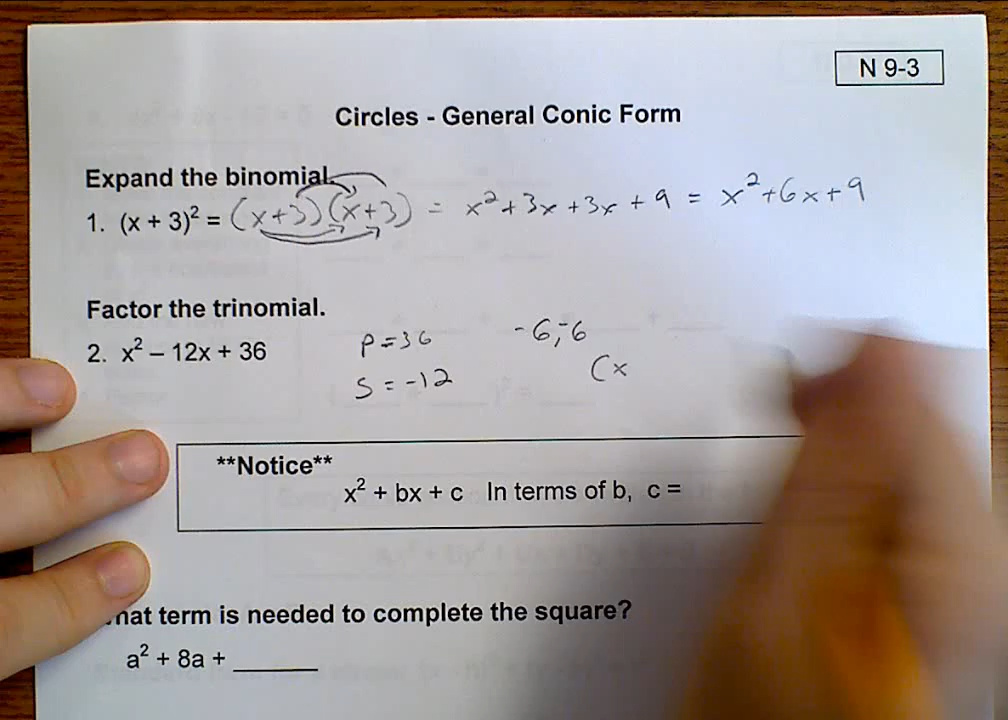 N 9-3
Circles - General Conic Form
Expand the binomial.
1. (x + 3)² = (x+3)(x+3) = x²+3x+3x+9 = x²+6x+9
Factor the trinomial.
2. x² – 12x + 36 P=36 -6,-6
S=-12 (x
**Notice**
x² + bx + c In terms of b, c =
term is needed to complete the square?
a² + 8a + ______